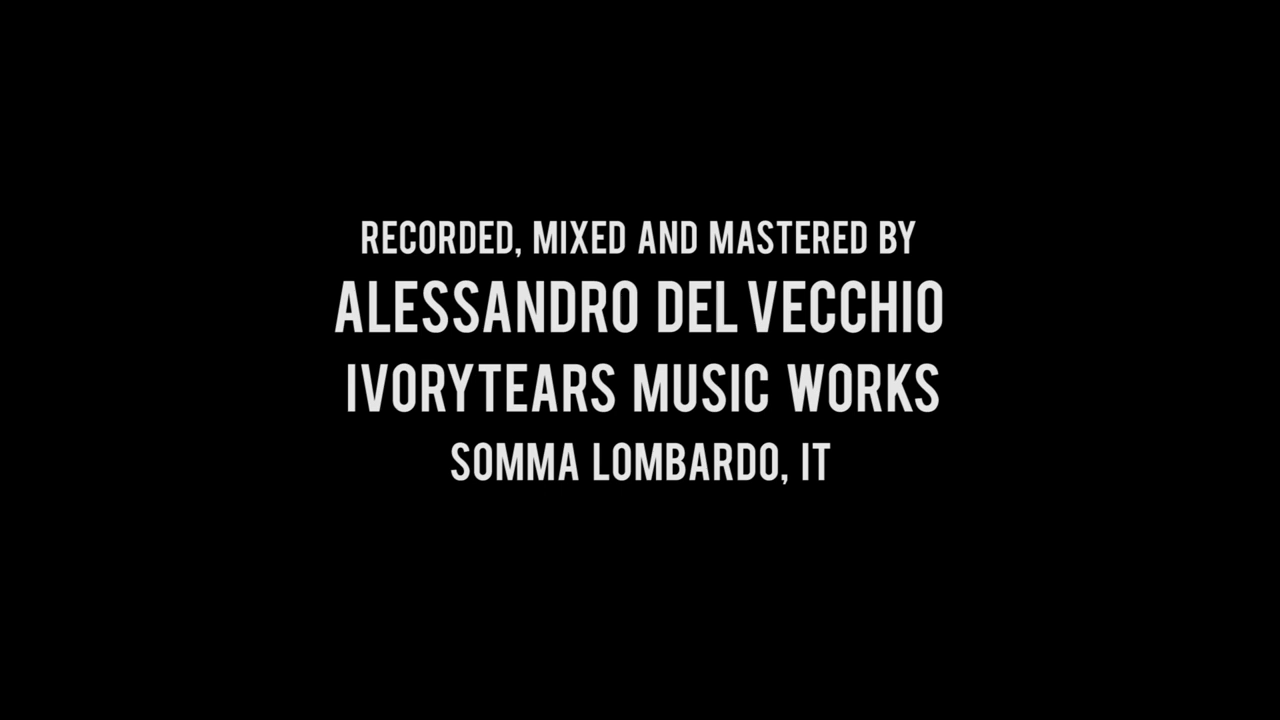 RECORDED, MIXED AND MASTERED BY
ALESSANDRO DEL VECCHIO
IVORYTEARS MUSIC WORKS
SOMMA LOMBARDO, IT